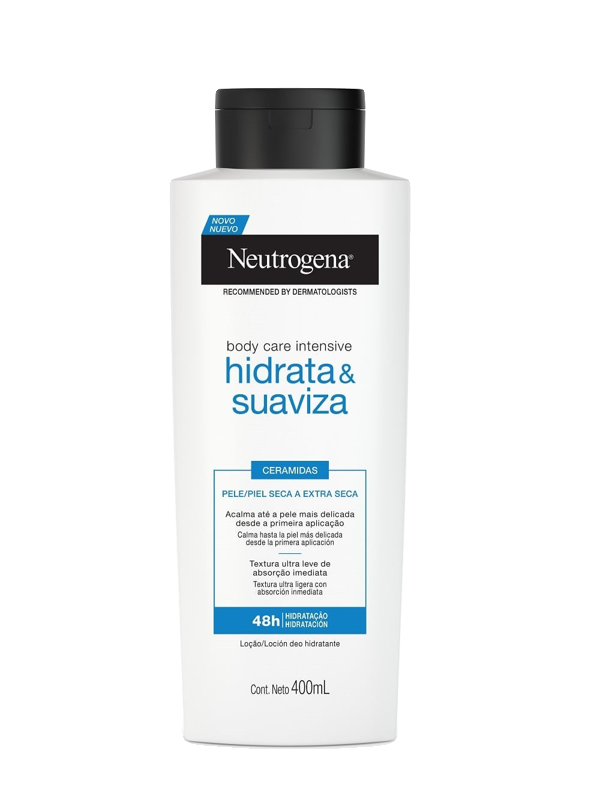 NOVO
NUEVO
Neutrogena®
RECOMMENDED BY DERMATOLOGISTS
body care intensive
hidrata &
suaviza
CERAMIDAS
PELE/PIEL SECA A EXTRA SECA
Acalma até a pele mais delicada
desde a primeira aplicação
Calma hasta la piel más delicada
desde la primera aplicación
Textura ultra leve de
absorção imediata
Textura ultra ligera con
absorción inmediata
48h | HIDRATAÇÃO
HIDRATACIÓN
Loção/Loción deo hidratante
Cont. Neto 400mL